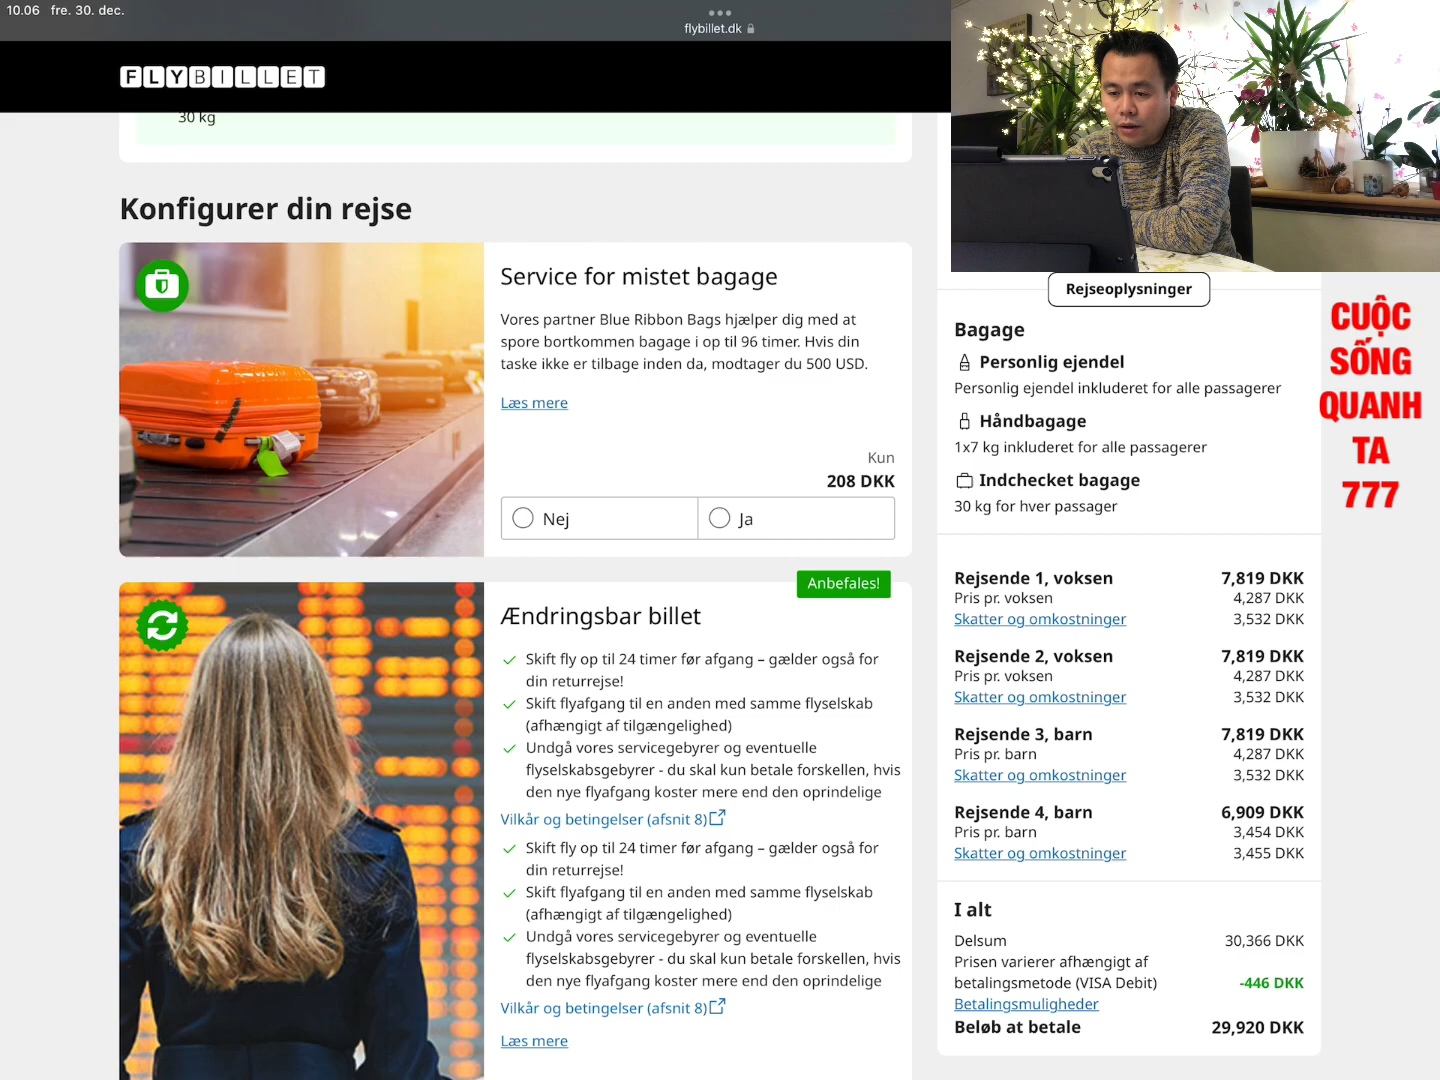 10.06 fre. 30. dec.
flybillet.dk
FLYBILLET
30 kg
Konfigurer din rejse
Service for mistet bagage
Vores partner Blue Ribbon Bags hjælper dig med at
spore bortkommen bagage i op til 96 timer. Hvis din
taske ikke er tilbage inden da, modtager du 500 USD.
Læs mere
Kun
208 DKK
Nej
Ja
Anbefales!
Ændringsbar billet
Skift fly op til 24 timer før afgang – gælder også for
din returrejse!
Skift flyafgang til en anden med samme flyselskab
(afhængigt af tilgængelighed)
Undgå vores servicegebyrer og eventuelle
flyselskabsgebyrer - du skal kun betale forskellen, hvis
den nye flyafgang koster mere end den oprindelige
Vilkår og betingelser (afsnit 8)
Skift fly op til 24 timer før afgang – gælder også for
din returrejse!
Skift flyafgang til en anden med samme flyselskab
(afhængigt af tilgængelighed)
Undgå vores servicegebyrer og eventuelle
flyselskabsgebyrer - du skal kun betale forskellen, hvis
den nye flyafgang koster mere end den oprindelige
Vilkår og betingelser (afsnit 8)
Læs mere
Rejseoplysninger
Bagage
Personlig ejendel
Personlig ejendel inkluderet for alle passagerer
Håndbagage
1x7 kg inkluderet for alle passagerer
Indchecket bagage
30 kg for hver passager
Rejsende 1, voksen 7,819 DKK
Pris pr. voksen 4,287 DKK
Skatter og omkostninger 3,532 DKK
Rejsende 2, voksen 7,819 DKK
Pris pr. voksen 4,287 DKK
Skatter og omkostninger 3,532 DKK
Rejsende 3, barn 7,819 DKK
Pris pr. barn 4,287 DKK
Skatter og omkostninger 3,532 DKK
Rejsende 4, barn 6,909 DKK
Pris pr. barn 3,454 DKK
Skatter og omkostninger 3,455 DKK
I alt
Delsum 30,366 DKK
Prisen varierer afhængigt af
betalingsmetode (VISA Debit) -446 DKK
Betalingsmuligheder
Beløb at betale 29,920 DKK
CUỘC
SỐNG
QUANH
TA
777